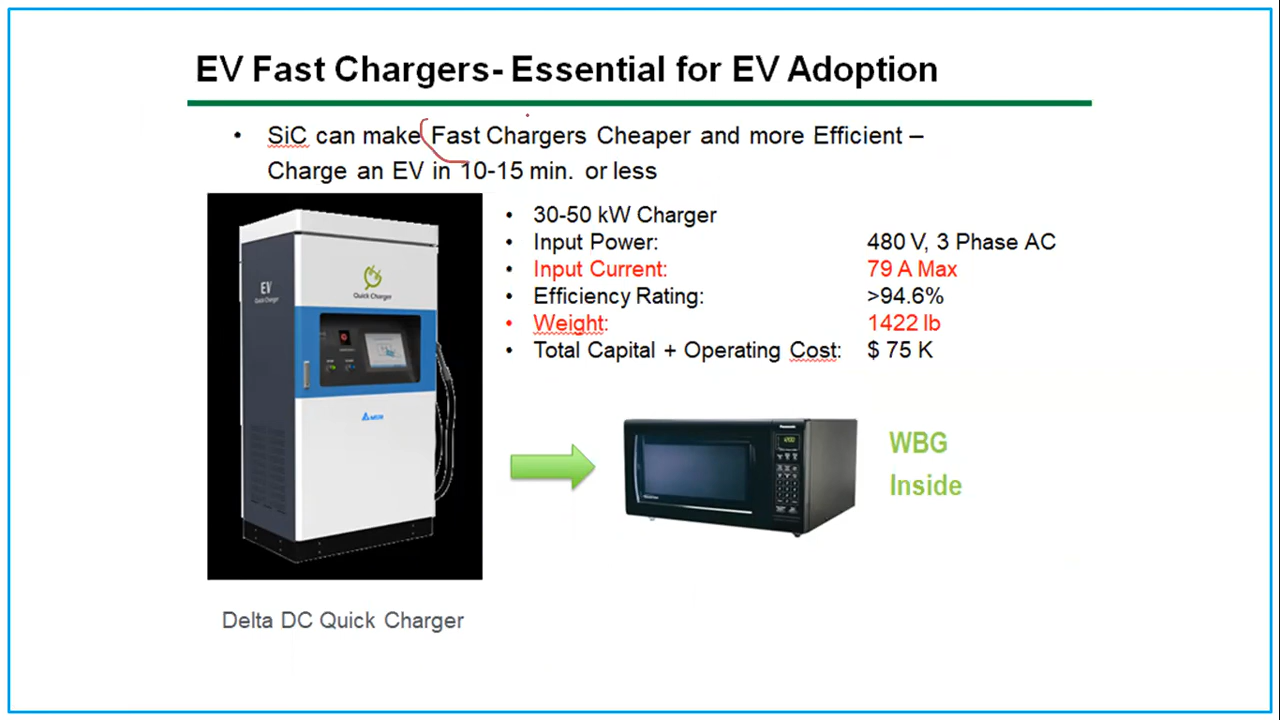 EV Fast Chargers- Essential for EV Adoption
• SiC can make Fast Chargers Cheaper and more Efficient –
Charge an EV in 10-15 min. or less
• 30-50 kW Charger
• Input Power: 480 V, 3 Phase AC
• Input Current: 79 A Max
• Efficiency Rating: >94.6%
• Weight: 1422 lb
• Total Capital + Operating Cost: $ 75 K
EV
Quick Charger
Quick Charger
Panasonic
WBG
Inside
Delta DC Quick Charger